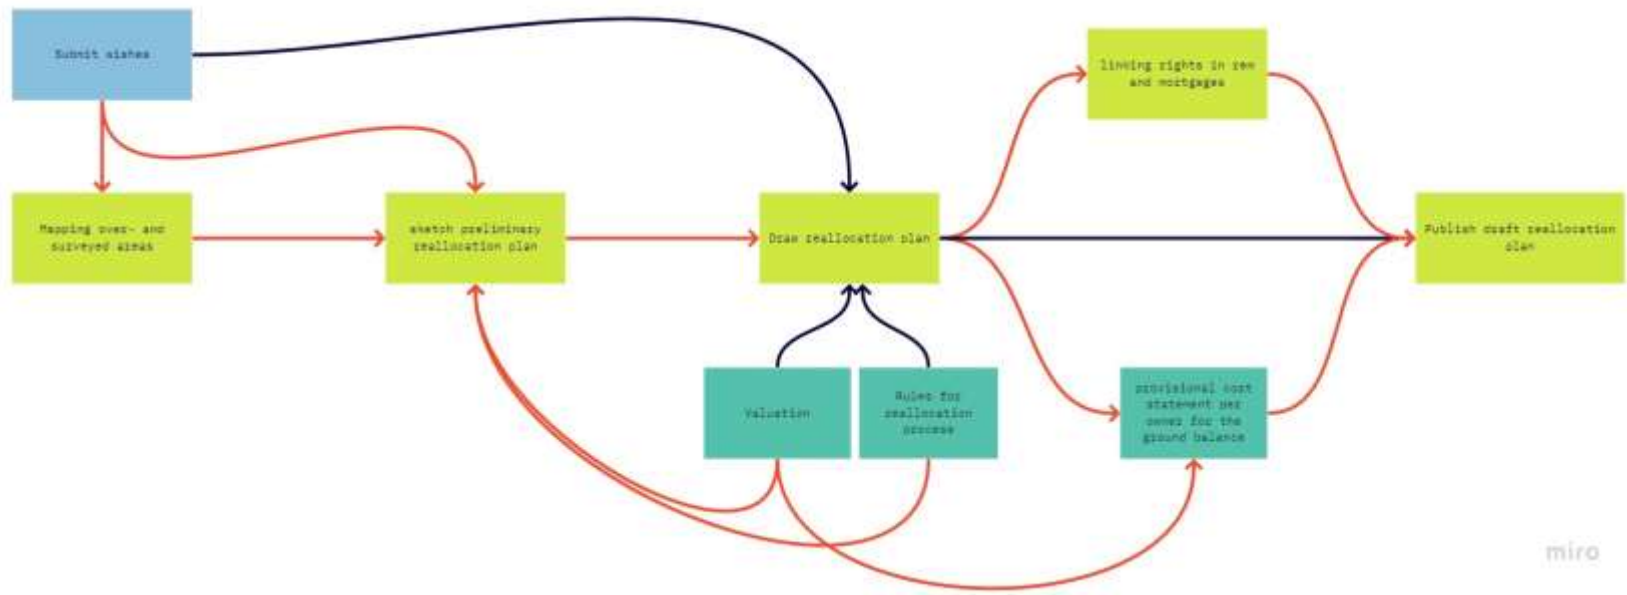 Submit wishes
linking rights in rem
and mortgages
Mapping over- and
surveyed areas
sketch preliminary
reallocation plan
Draw reallocation plan
Publish draft reallocation
plan
Valuation
Rules for
reallocation
process
provisional cost
statement per
owner for the
ground balance
miro